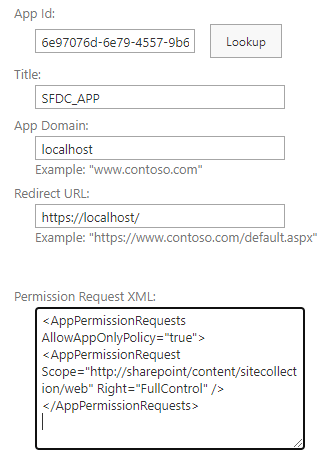 App Id:
6e97076d-6e79-4557-9b6
Lookup
Title:
SFDC_APP
App Domain:
localhost
Example: "www.contoso.com"
Redirect URL:
https://localhost/
Example: "https://www.contoso.com/default.aspx"
Permission Request XML:
<AppPermissionRequests
AllowAppOnlyPolicy="true">
<AppPermissionRequest
Scope="http://sharepoint/content/sitecollect
ion/web" Right="FullControl" />
</AppPermissionRequests>